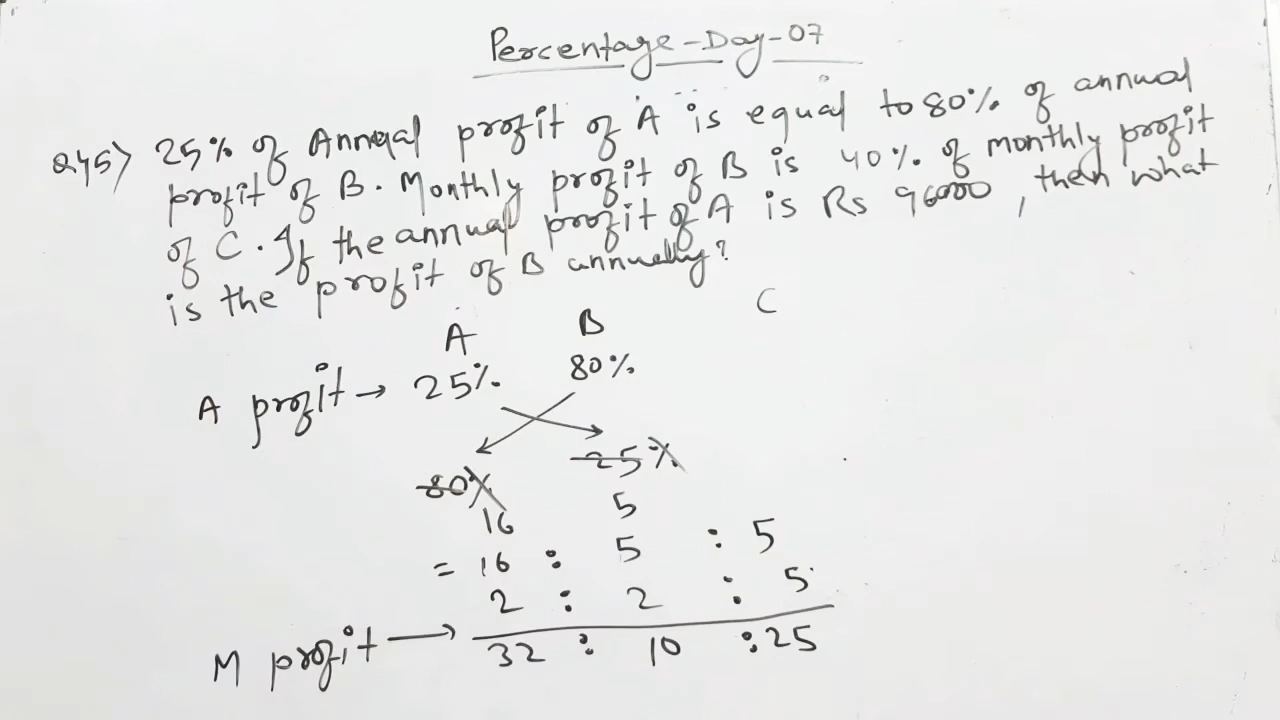 Percentage-Day-07
Q45) 25% of Annual profit of A is equal to 80% of annual
profit of B. Monthly profit of B is 40% of monthly profit
of C. If the annual profit of A is Rs 96000, then what
is the profit of B annually?
A B C
A profit → 25% 80%
80% 25%
16 5
= 16 : 5 : 5
2 : 2 : 5
M profit → 32 : 10 : 25